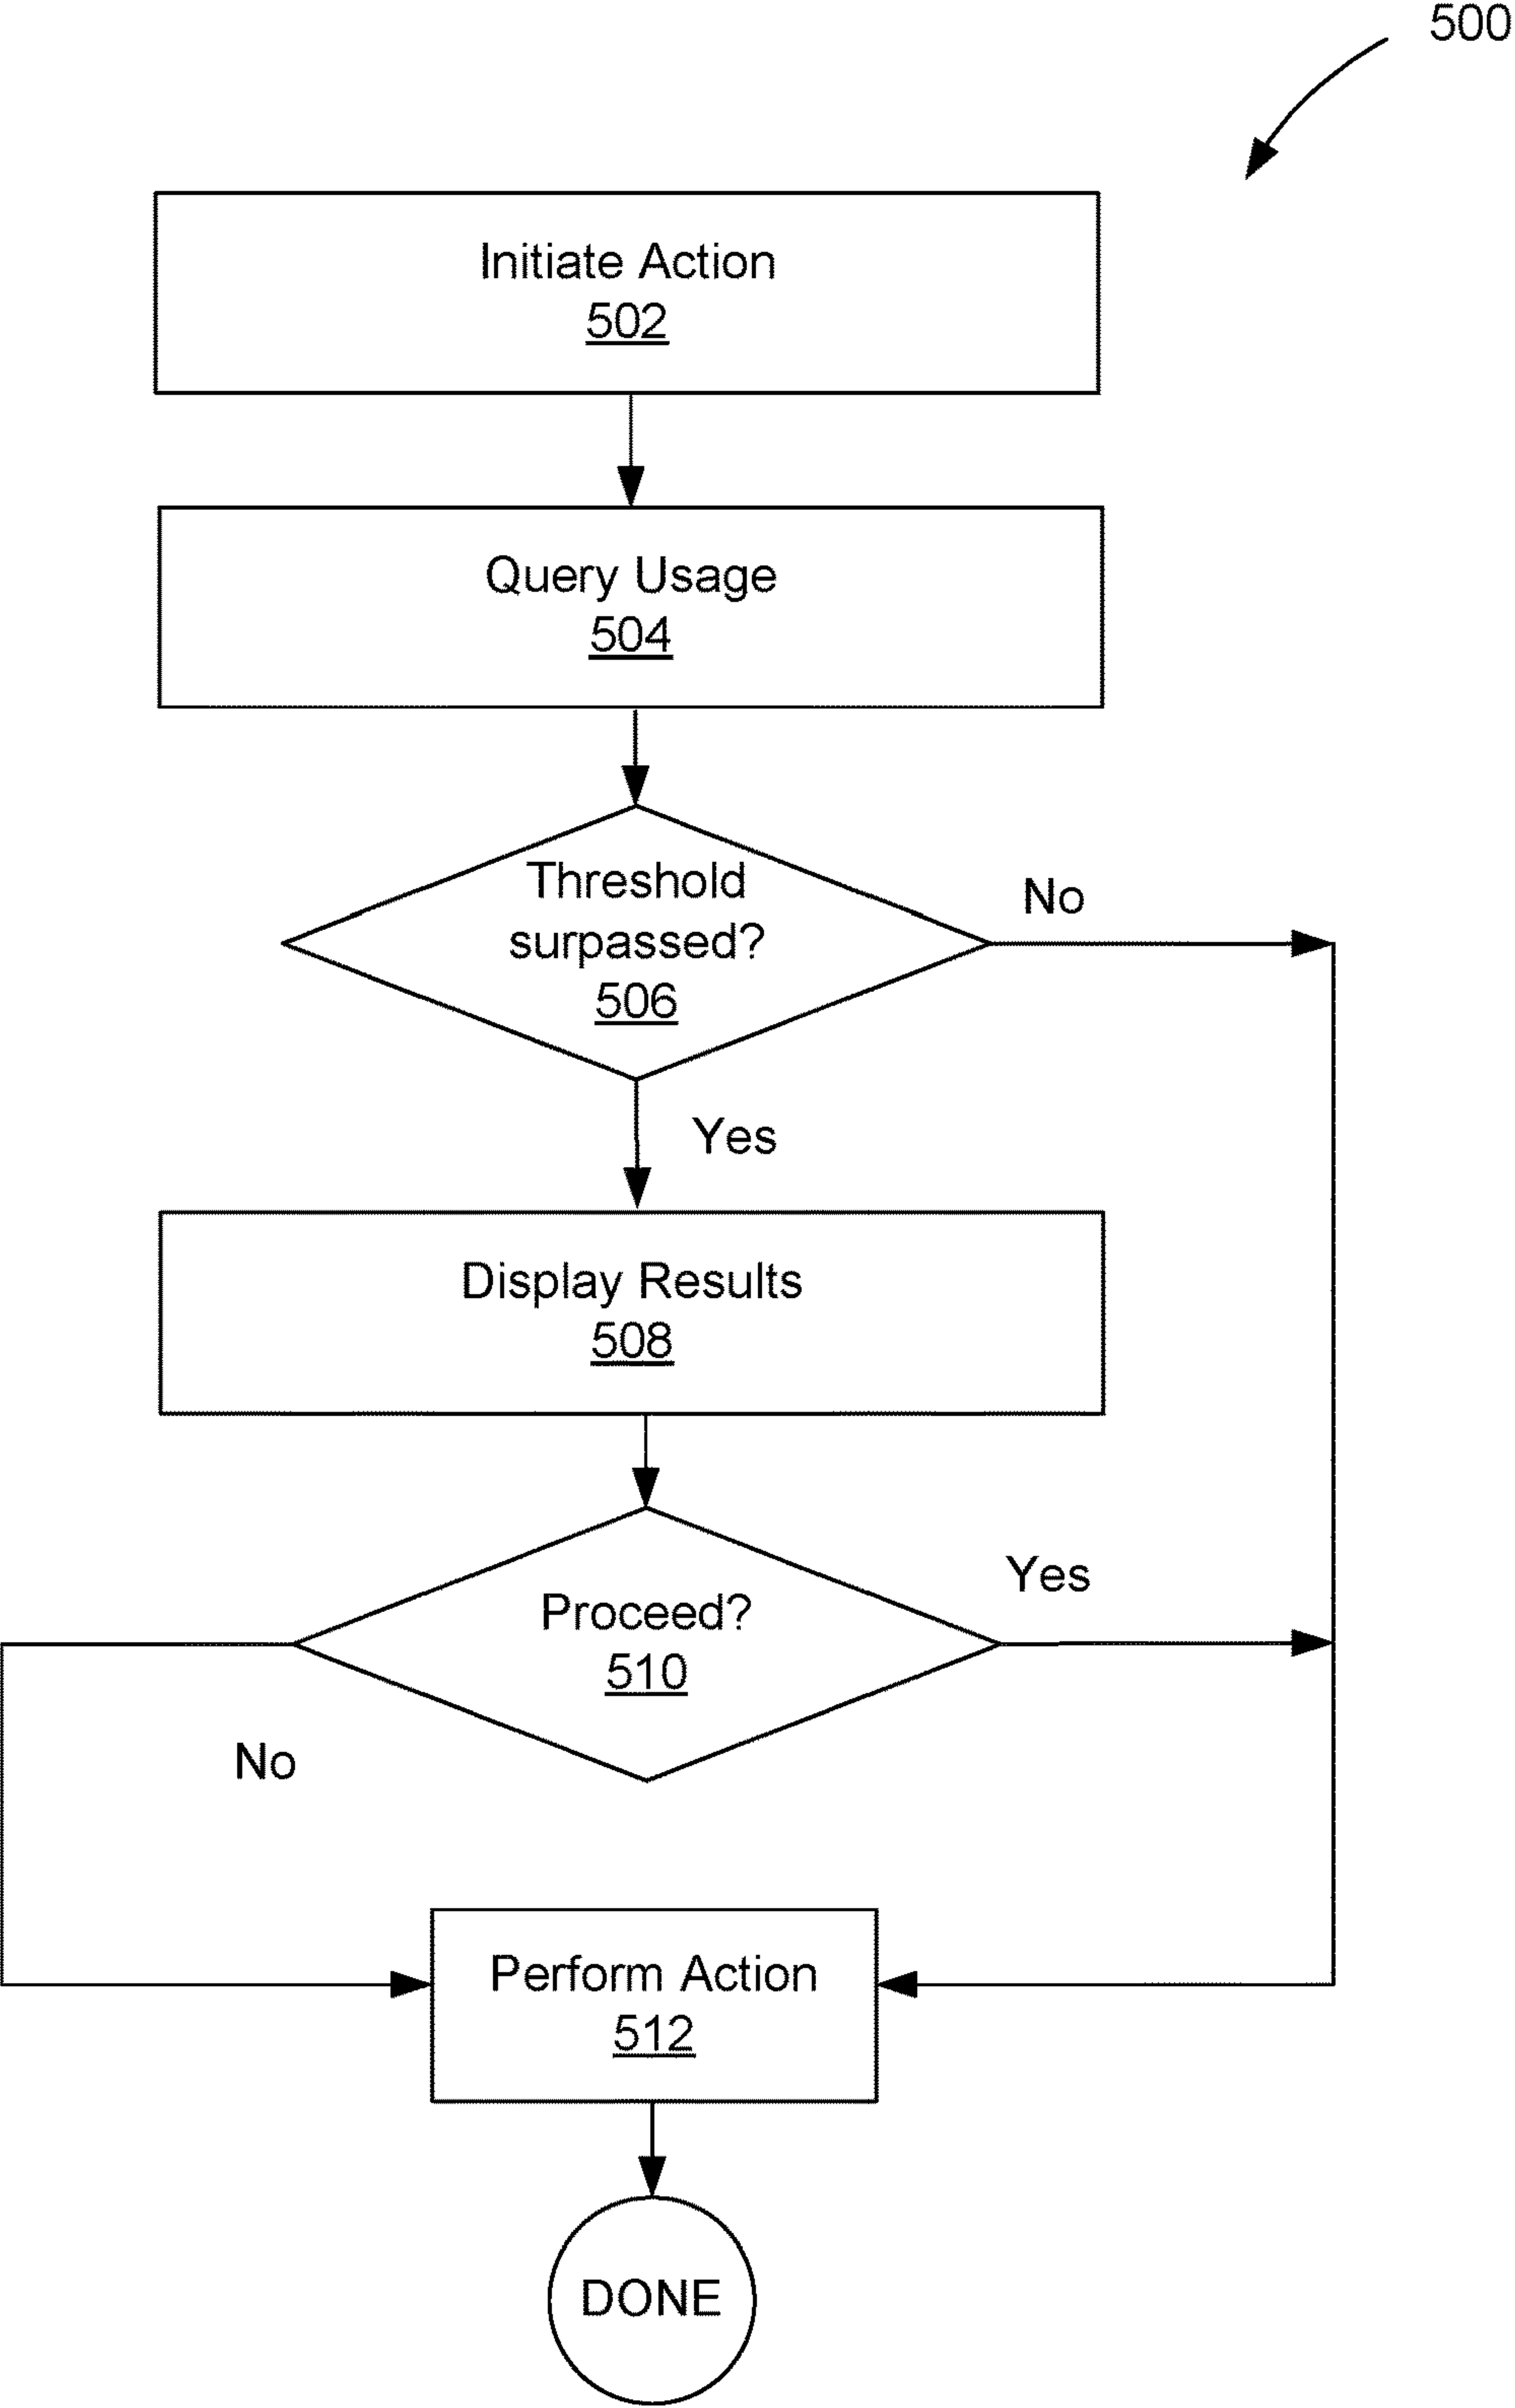 500
Initiate Action
502
Query Usage
504
Threshold
surpassed?
506
No
Yes
Display Results
508
Proceed?
510
Yes
No
Perform Action
512
DONE